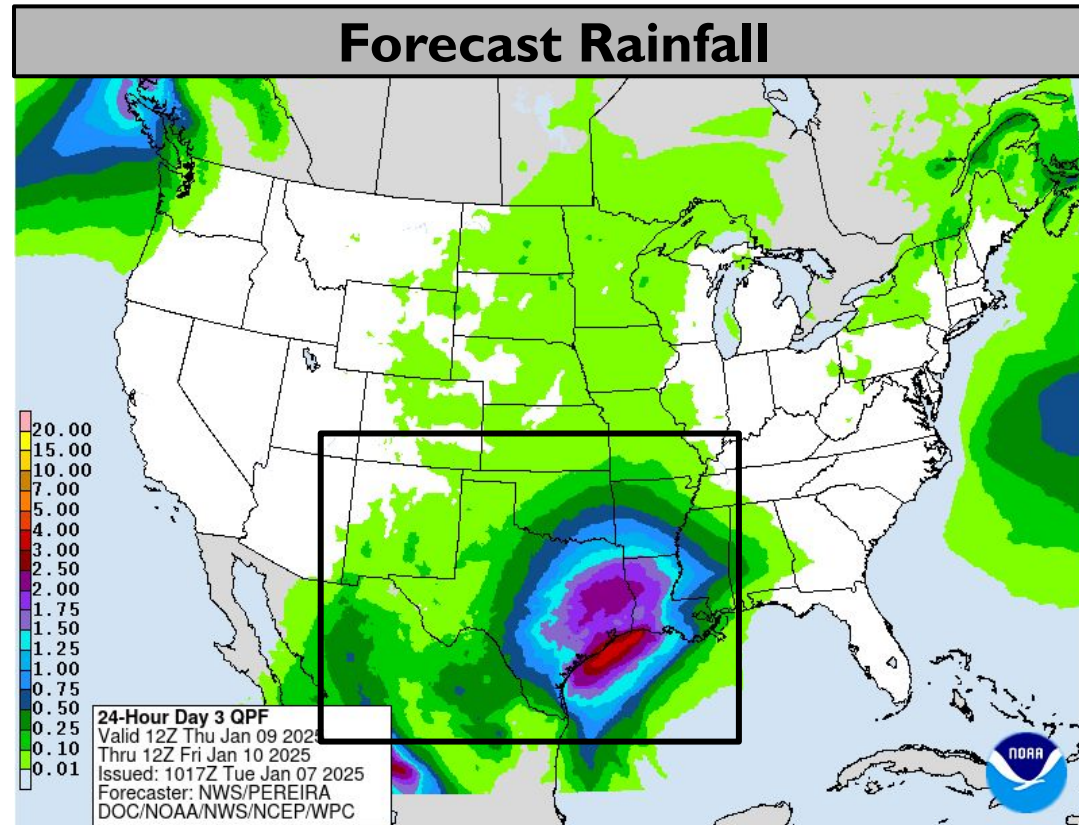 Forecast Rainfall
20.00
15.00
10.00
7.00
5.00
4.00
3.00
2.50
2.00
1.75
1.50
1.25
1.00
0.75
0.50
0.25
0.10
0.01
24-Hour Day 3 QPF
Valid 12Z Thu Jan 09 2025
Thru 12Z Fri Jan 10 2025
Issued: 1017Z Tue Jan 07 2025
Forecaster: NWS/PEREIRA
DOC/NOAA/NWS/NCEP/WPC
NOAA